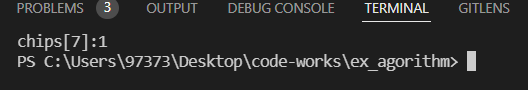 PROBLEMS 3 OUTPUT DEBUG CONSOLE TERMINAL GITLENS
chips[7]:1
PS C:\Users\97373\Desktop\code-works\ex_agorithm>